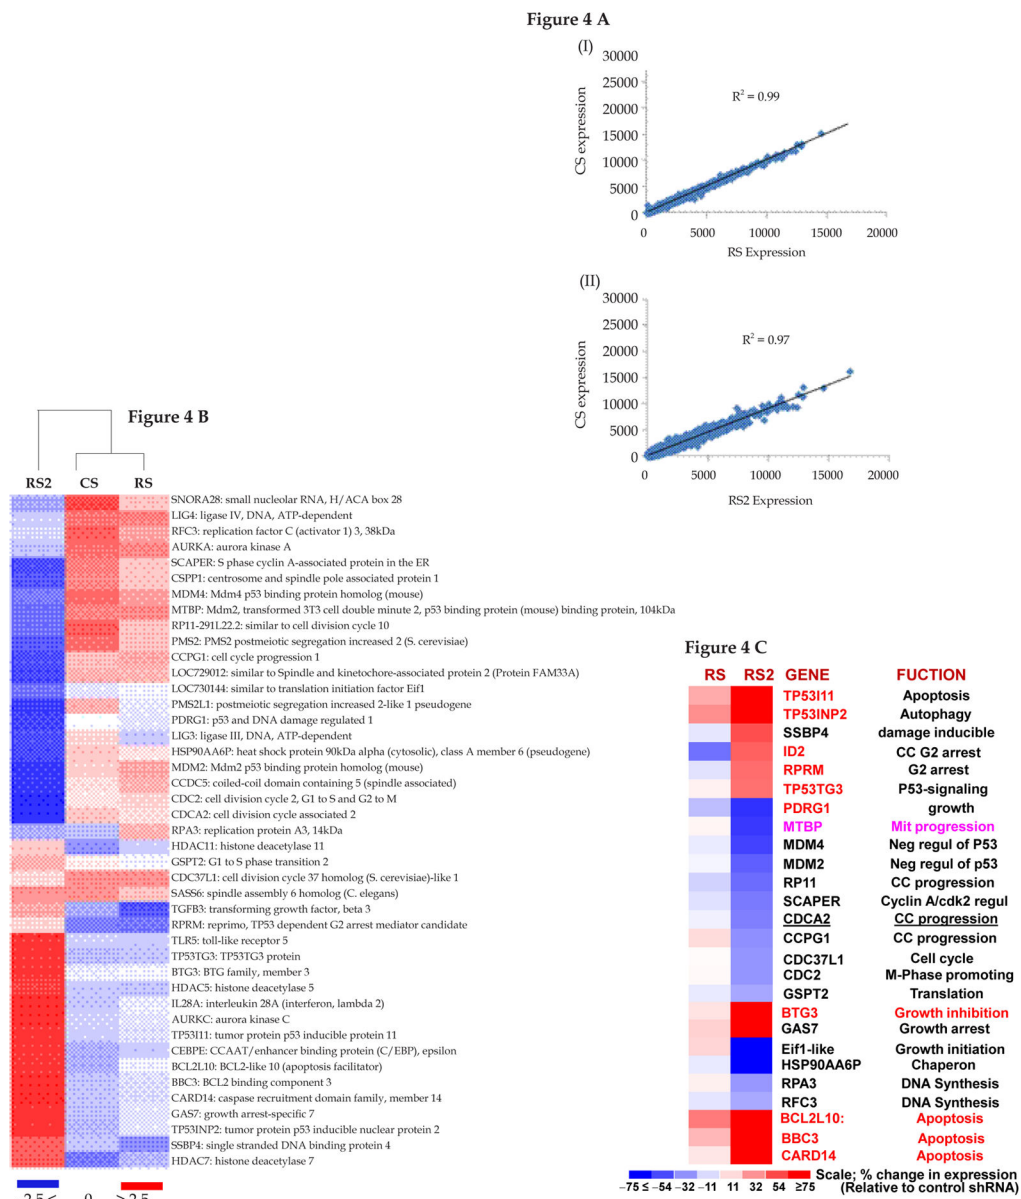 Figure 4 A
(I)
30000
25000
20000
15000
10000
5000
0
CS expression
R² = 0.99
0 5000 10000 15000 20000
RS Expression
(II)
30000
25000
20000
15000
10000
5000
0
CS expression
R² = 0.97
0 5000 10000 15000 20000
RS2 Expression
Figure 4 B
RS2 CS RS
SNORA28: small nucleolar RNA, H/ACA box 28
LIG4: ligase IV, DNA, ATP-dependent
RFC3: replication factor C (activator 1) 3, 38kDa
AURKA: aurora kinase A
SCAPER: S phase cyclin A-associated protein in the ER
CSPP1: centrosome and spindle pole associated protein 1
MDM4: Mdm4 p53 binding protein homolog (mouse)
MTBP: Mdm2, transformed 3T3 cell double minute 2, p53 binding protein (mouse) binding protein, 104kDa
RP11-291L22.2: similar to cell division cycle 10
PMS2: PMS2 postmeiotic segregation increased 2 (S. cerevisiae)
CCPG1: cell cycle progression 1
LOC729012: similar to Spindle and kinetochore-associated protein 2 (Protein FAM33A)
LOC730144: similar to translation initiation factor Eif1
PMS2L1: postmeiotic segregation increased 2-like 1 pseudogene
PDRG1: p53 and DNA damage regulated 1
LIG3: ligase III, DNA, ATP-dependent
HSP90AA6P: heat shock protein 90kDa alpha (cytosolic), class A member 6 (pseudogene)
MDM2: Mdm2 p53 binding protein homolog (mouse)
CCDC5: coiled-coil domain containing 5 (spindle associated)
CDC2: cell division cycle 2, G1 to S and G2 to M
CDCA2: cell division cycle associated 2
RPA3: replication protein A3, 14kDa
HDAC11: histone deacetylase 11
GSPT2: G1 to S phase transition 2
CDC37L1: cell division cycle 37 homolog (S. cerevisiae)-like 1
SASS6: spindle assembly 6 homolog (C. elegans)
TGFB3: transforming growth factor, beta 3
RPRM: reprimo, TP53 dependent G2 arrest mediator candidate
TLR5: toll-like receptor 5
TP53TG3: TP53TG3 protein
BTG3: BTG family, member 3
HDAC5: histone deacetylase 5
IL28A: interleukin 28A (interferon, lambda 2)
AURKC: aurora kinase C
TP53I11: tumor protein p53 inducible protein 11
CEBPE: CCAAT/enhancer binding protein (C/EBP), epsilon
BCL2L10: BCL2-like 10 (apoptosis facilitator)
BBC3: BCL2 binding component 3
CARD14: caspase recruitment domain family, member 14
GAS7: growth arrest-specific 7
TP53INP2: tumor protein p53 inducible nuclear protein 2
SSBP4: single stranded DNA binding protein 4
HDAC7: histone deacetylase 7
Figure 4 C
RS RS2 GENE FUCTION
TP53I11 Apoptosis
TP53INP2 Autophagy
SSBP4 damage inducible
ID2 CC G2 arrest
RPRM G2 arrest
TP53TG3 P53-signaling
PDRG1 growth
MTBP Mit progression
MDM4 Neg regul of P53
MDM2 Neg regul of p53
RP11 CC progression
SCAPER Cyclin A/cdk2 regul
CDCA2 CC progression
CCPG1 CC progression
CDC37L1 Cell cycle
CDC2 M-Phase promoting
GSPT2 Translation
BTG3 Growth inhibition
GAS7 Growth arrest
Eif1-like Growth initiation
HSP90AA6P Chaperon
RPA3 DNA Synthesis
RFC3 DNA Synthesis
BCL2L10: Apoptosis
BBC3 Apoptosis
CARD14 Apoptosis
Scale; % change in expression
−75 ≤ −54 −32 −11 11 32 54 ≥75 (Relative to control shRNA)